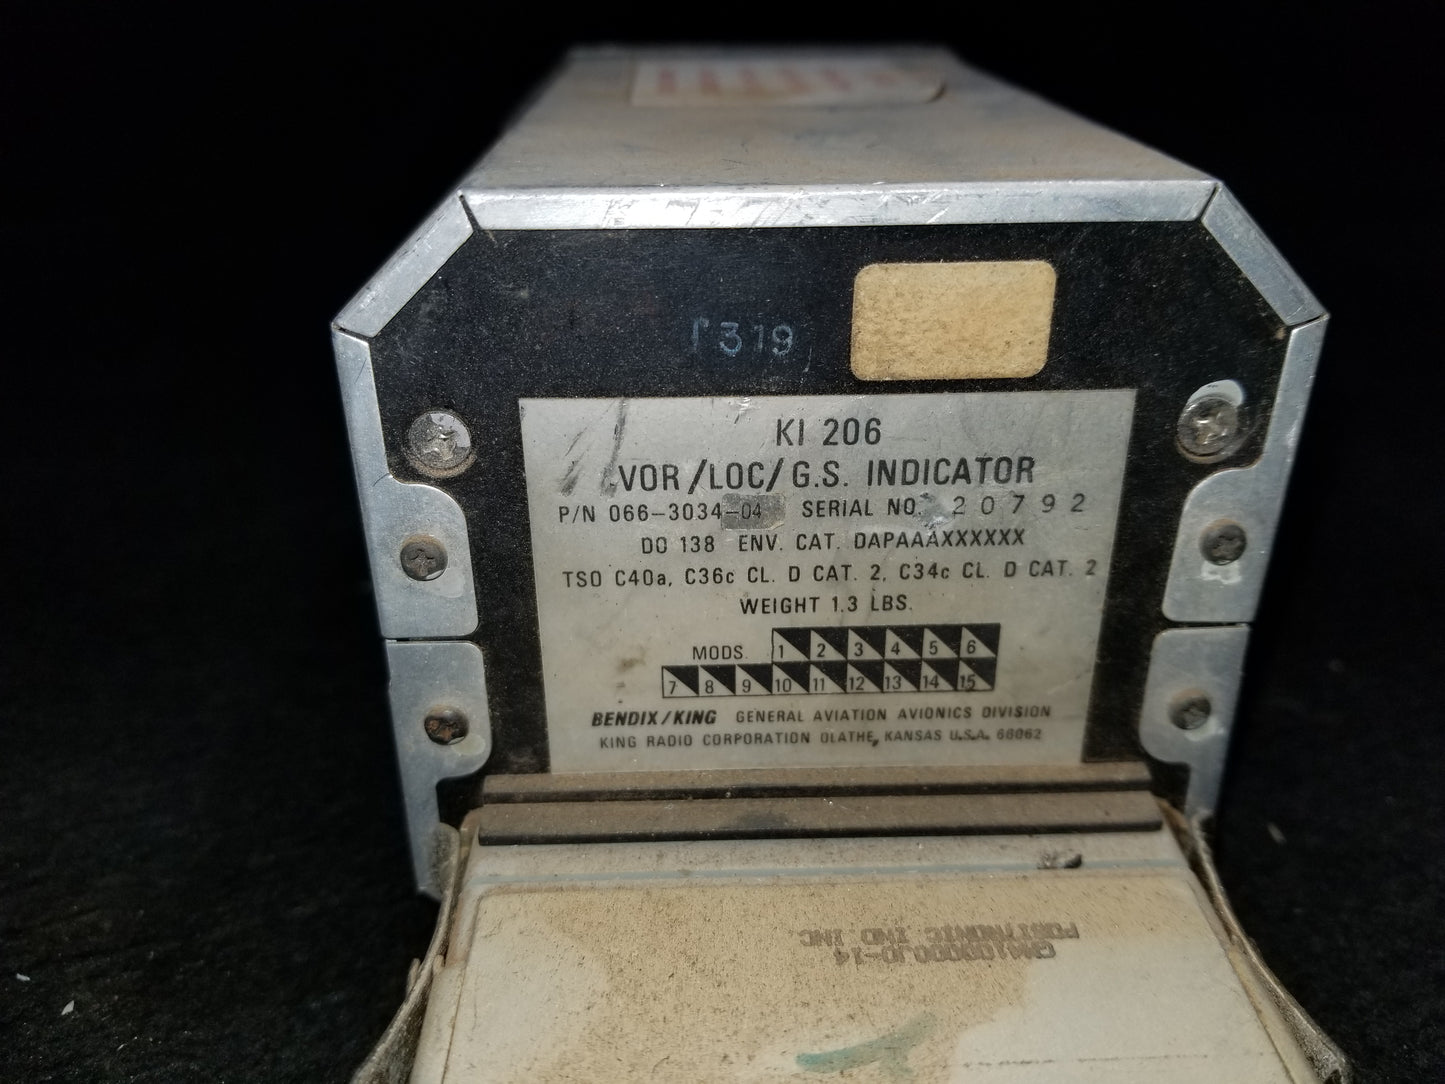 1319
KI 206
VOR/LOC/G.S. INDICATOR
P/N 066-3034-04 SERIAL NO. 20792
DO 138 ENV. CAT. DAPAAAXXXXXX
TSO C40a, C36c CL. D CAT. 2, C34c CL. D CAT. 2
WEIGHT 1.3 LBS.
MODS. 1 2 3 4 5 6
7 8 9 10 11 12 13 14 15
BENDIX/KING GENERAL AVIATION AVIONICS DIVISION
KING RADIO CORPORATION OLATHE, KANSAS U.S.A. 66062